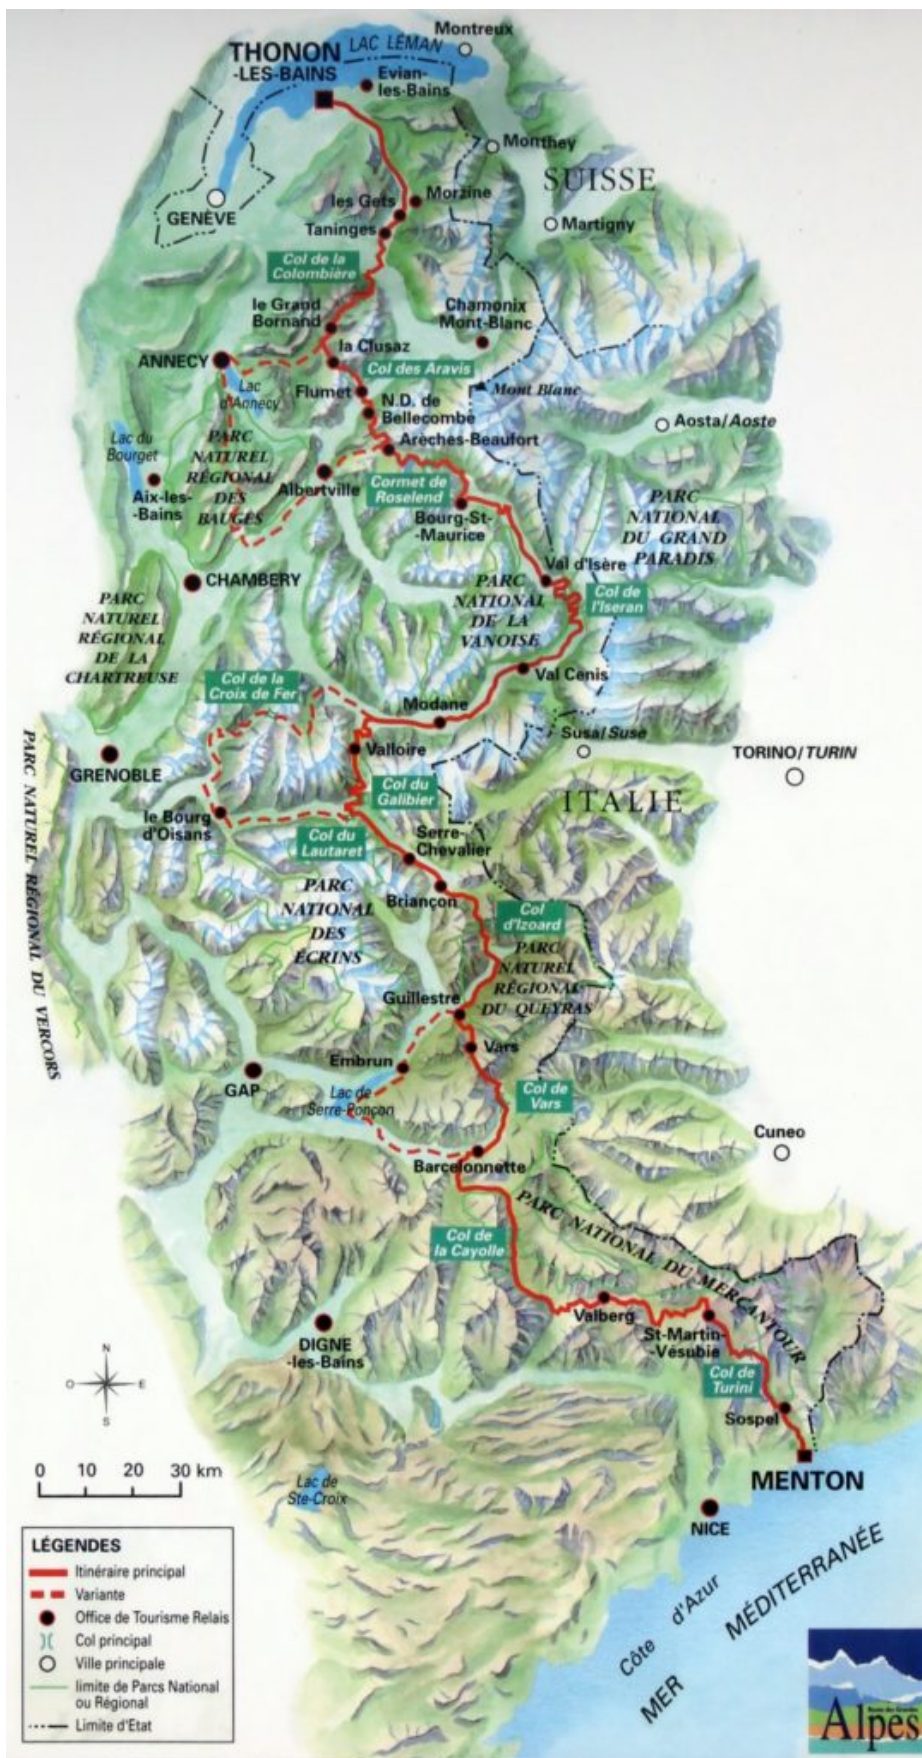 Montreux
LAC LÉMAN
THONON
-LES-BAINS
Evian-
les-Bains
Monthey
SUISSE
les Gets
Morzine
GENÈVE
Taninges
Martigny
Col de la
Colombière
le Grand
Bornand
Chamonix
Mont-Blanc
la Clusaz
ANNECY
Col des Aravis
Lac
d'Annecy
Flumet
Mont Blanc
N.D. de
Bellecombe
Aosta/Aoste
Lac du
Bourget
PARC
NATUREL
RÉGIONAL
DES
BAUGES
Arèches-Beaufort
Aix-les-
-Bains
Albertville
Cormet de
Roselend
Bourg-St-
-Maurice
PARC
NATIONAL
DU GRAND
PARADIS
Val d'Isère
CHAMBERY
PARC
NATIONAL
DE LA
VANOISE
Col de
l'Iseran
PARC
NATUREL
RÉGIONAL
DE LA
CHARTREUSE
Col de la
Croix de Fer
Val Cenis
Modane
Susa/Suse
Valloire
GRENOBLE
TORINO/TURIN
PARC NATUREL RÉGIONAL DU VERCORS
Col du
Galibier
ITALIE
le Bourg
d'Oisans
Col du
Lautaret
Serre-
Chevalier
PARC
NATIONAL
DES
ÉCRINS
Briançon
Col
d'Izoard
PARC
NATUREL
RÉGIONAL
DU QUEYRAS
Guillestre
Vars
Embrun
GAP
Lac de
Serre-Ponçon
Col de
Vars
Cuneo
Barcelonnette
PARC NATIONAL DU MERCANTOUR
Col de
la Cayolle
Valberg
St-Martin-
-Vésubie
DIGNE
-les-Bains
Col de
Turini
N
O
E
S
Sospel
0 10 20 30 km
MENTON
Lac de
Ste-Croix
NICE
Côte d'Azur
MER MÉDITERRANÉE
LÉGENDES
Itinéraire principal
Variante
Office de Tourisme Relais
Col principal
Ville principale
limite de Parcs National
ou Régional
Limite d'Etat
Route des Grandes
Alpes